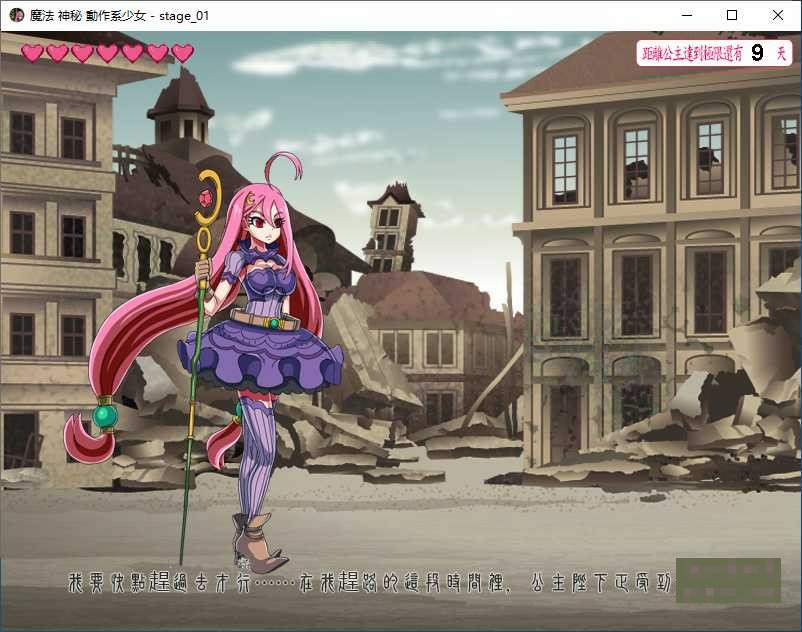 魔法 神秘 動作系少女 - stage_01
距離公主達到極限還有 9 天
我要快點趕過去才行⋯⋯在我趕路的這段時間裡，公主陛下正受到